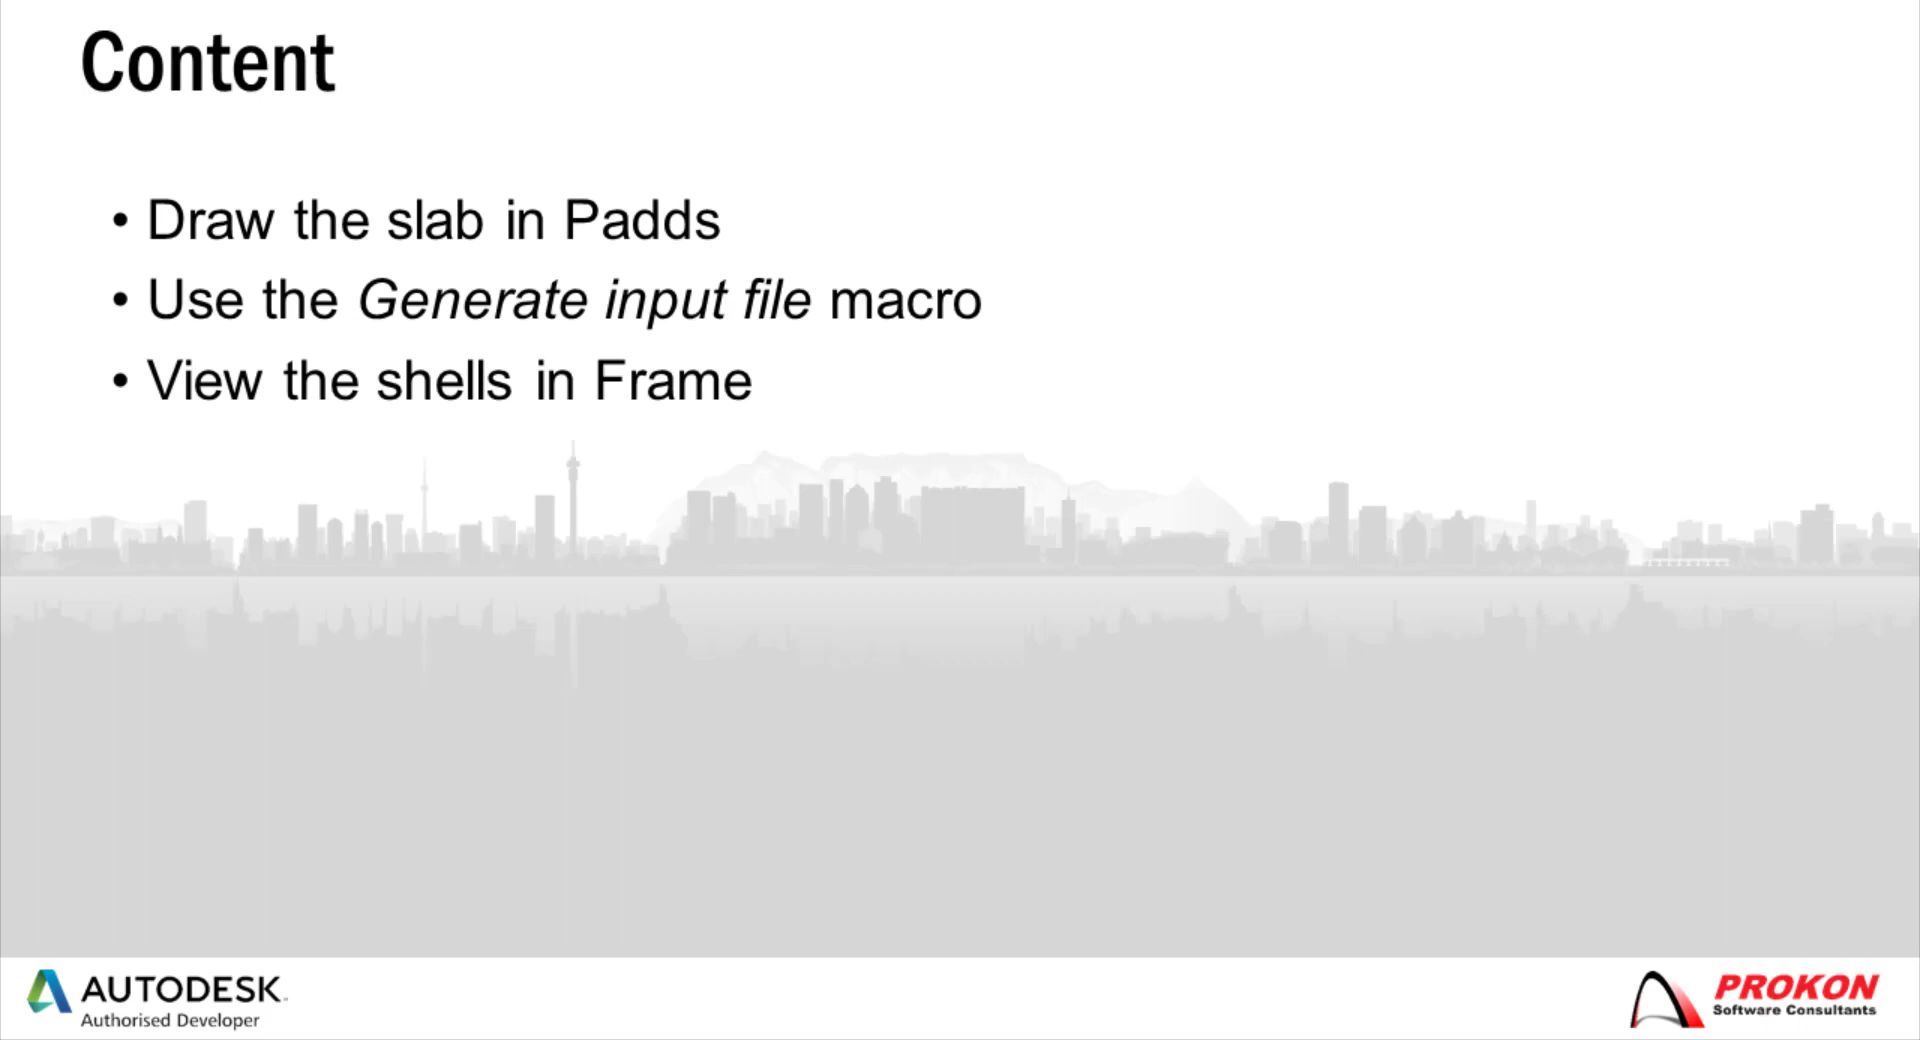 Content
• Draw the slab in Padds
• Use the Generate input file macro
• View the shells in Frame
AUTODESK
Authorised Developer
PROKON
Software Consultants